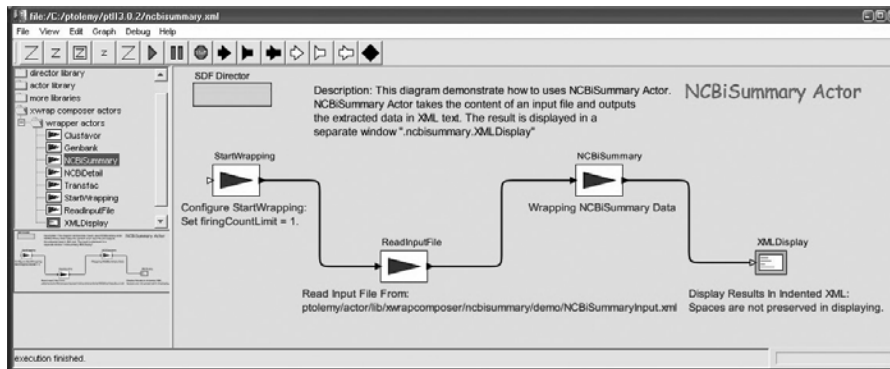 file:/C:/ptolemy/ptII3.0.2/ncbisummary.xml
File View Edit Graph Debug Help
director library
actor library
more libraries
xwrap composer actors
wrapper actors
Clusfavor
Genbank
NCBiSummary
NCBiDetail
Transfac
StartWrapping
ReadInputFile
XMLDisplay
SDF Director
Description: This diagram demonstrate how to uses NCBiSummary Actor.
NCBiSummary Actor takes the content of an input file and outputs
the extracted data in XML text. The result is displayed in a
separate window ".ncbisummary.XMLDisplay"
NCBiSummary Actor
StartWrapping
Configure StartWrapping:
Set firingCountLimit = 1.
NCBiSummary
Wrapping NCBiSummary Data
ReadInputFile
Read Input File From:
ptolemy/actor/lib/xwrapcomposer/ncbisummary/demo/NCBiSummaryInput.xml
XMLDisplay
Display Results In Indented XML:
Spaces are not preserved in displaying.
execution finished.